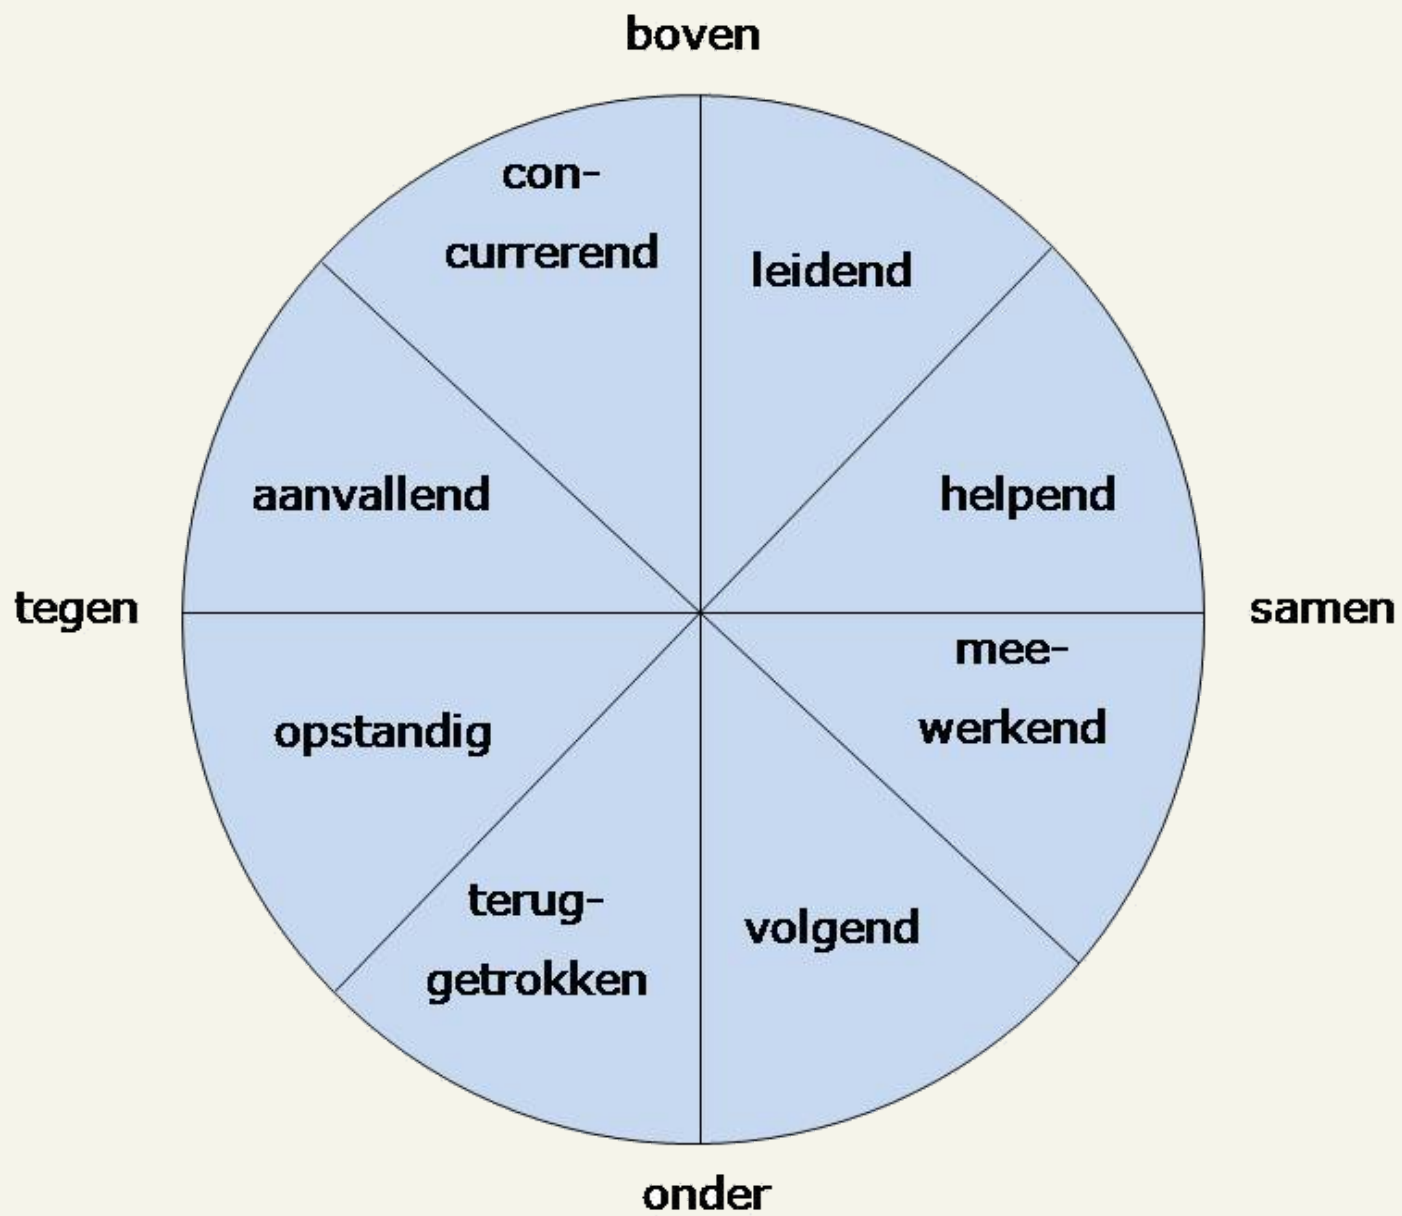 boven
con-
currerend
leidend
aanvallend
helpend
tegen
samen
mee-
werkend
opstandig
terug-
getrokken
volgend
onder